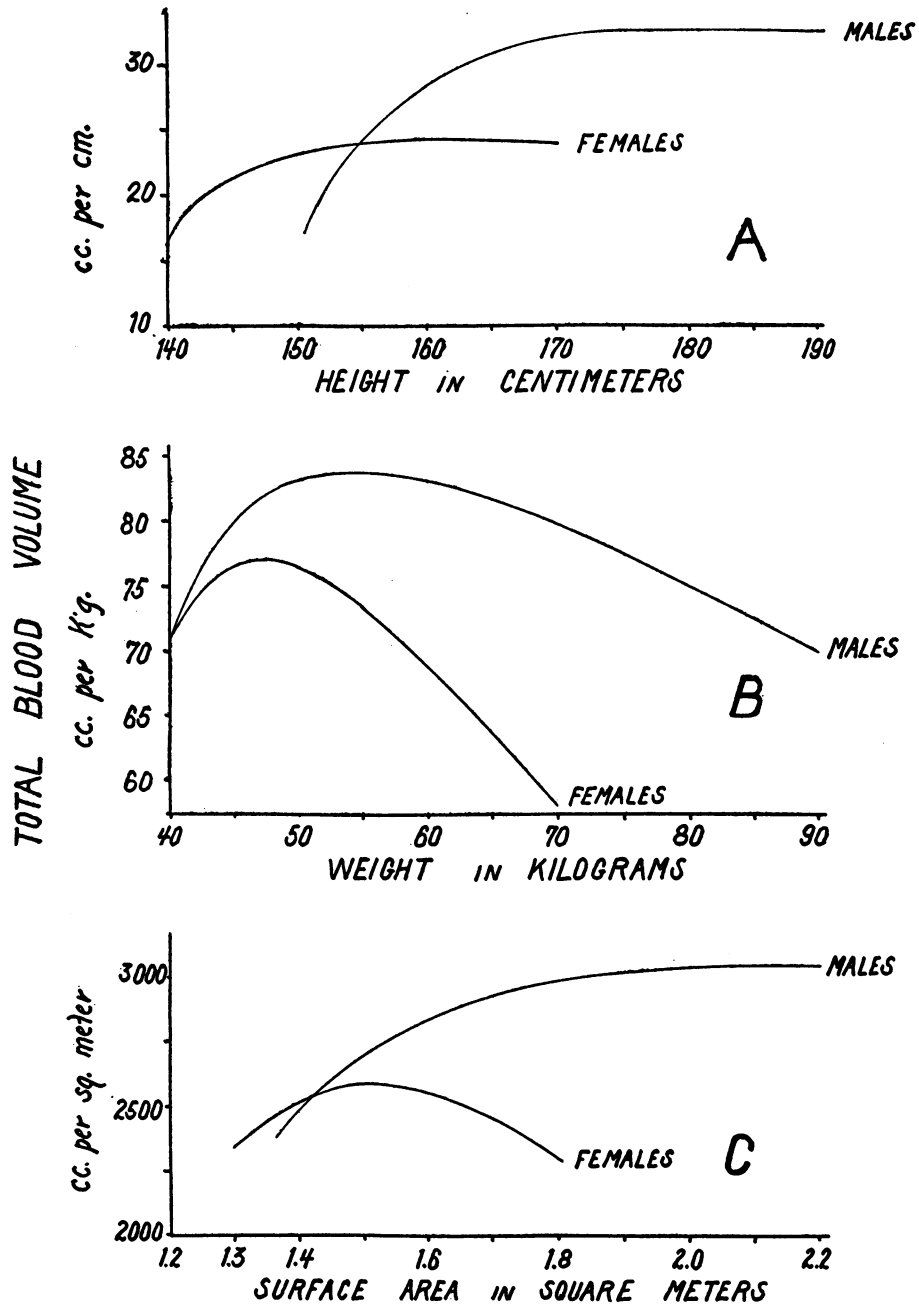 30
20
10
cc. per cm.
MALES
FEMALES
A
140 150 160 170 180 190
HEIGHT IN CENTIMETERS
TOTAL BLOOD VOLUME
85
80
75
70
65
60
cc. per Kg.
MALES
B
FEMALES
40 50 60 70 80 90
WEIGHT IN KILOGRAMS
3000
2500
2000
cc. per sq. meter
MALES
FEMALES
C
1.2 1.3 1.4 1.6 1.8 2.0 2.2
SURFACE AREA IN SQUARE METERS